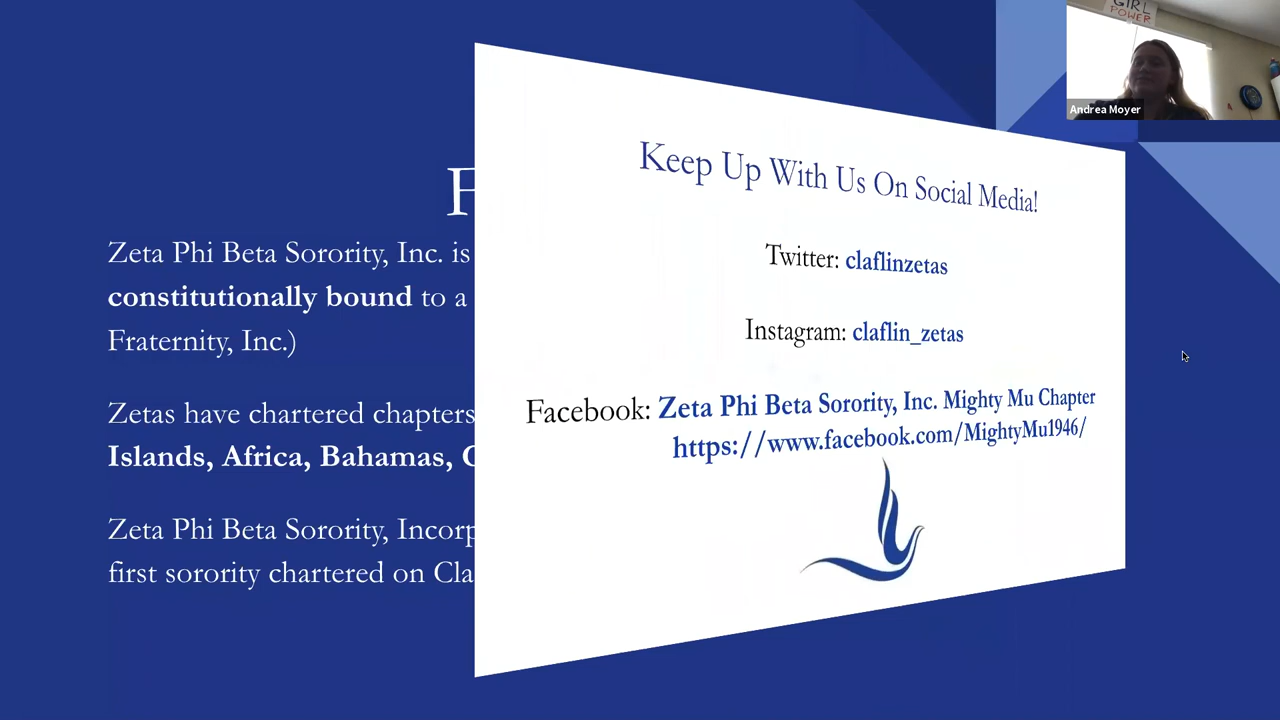 GIRL
POWER
Andrea Moyer
F
Zeta Phi Beta Sorority, Inc. is
constitutionally bound to a
Fraternity, Inc.)
Zetas have chartered chapters
Islands, Africa, Bahamas,
Zeta Phi Beta Sorority, Incorp
first sorority chartered on Cla
Keep Up With Us On Social Media!
Twitter: claflinzetas
Instagram: claflin_zetas
Facebook: Zeta Phi Beta Sorority, Inc. Mighty Mu Chapter
https://www.facebook.com/MightyMu1946/